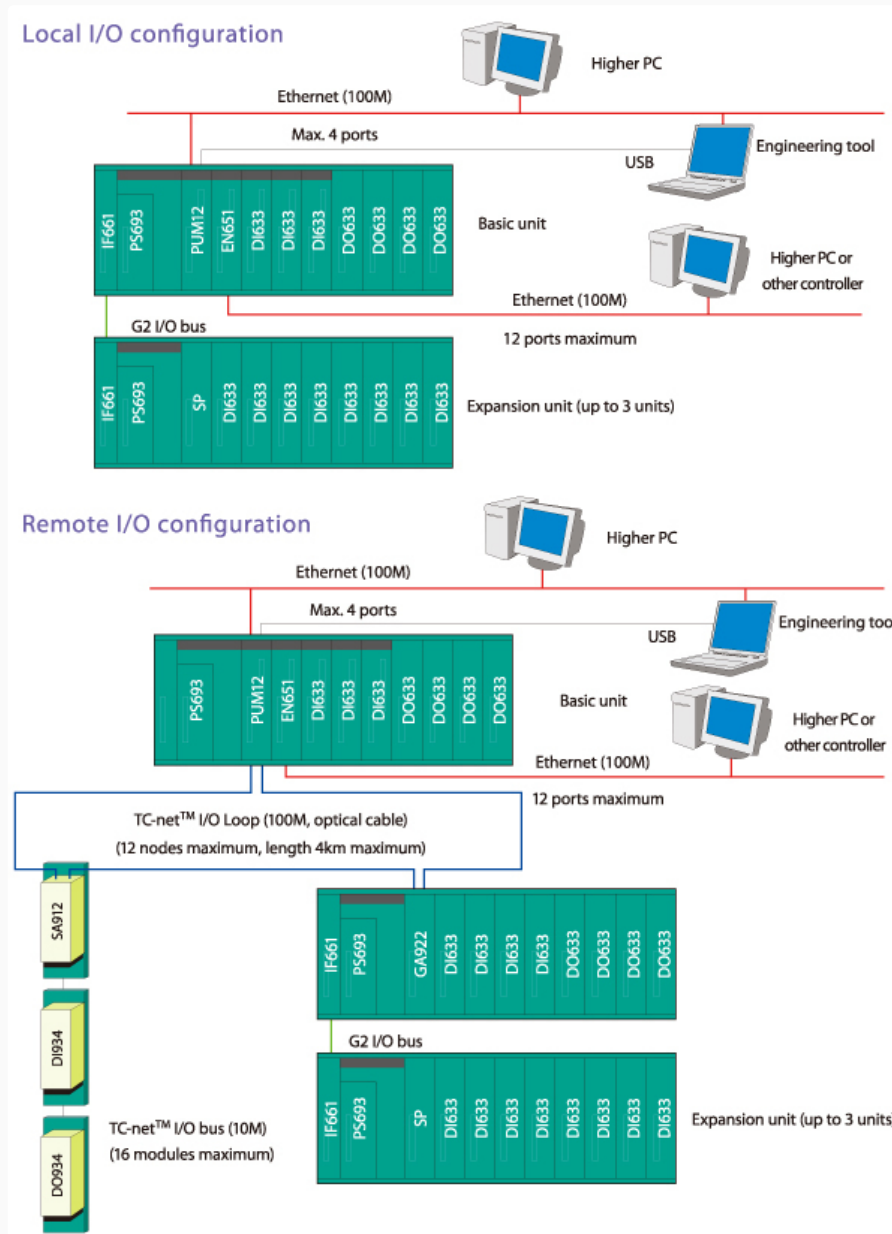 Local I/O configuration
Higher PC
Ethernet (100M)
Max. 4 ports
Engineering tool
USB
IF661
PS693
PUM12
EN651
DI633
DI633
DI633
DO633
DO633
DO633
DO633
Basic unit
Higher PC or
other controller
Ethernet (100M)
G2 I/O bus
12 ports maximum
IF661
PS693
SP
DI633
DI633
DI633
DI633
DI633
DI633
DI633
DI633
Expansion unit (up to 3 units)
Remote I/O configuration
Higher PC
Ethernet (100M)
Max. 4 ports
Engineering tool
USB
PS693
PUM12
EN651
DI633
DI633
DI633
DO633
DO633
DO633
DO633
Basic unit
Higher PC or
other controller
Ethernet (100M)
12 ports maximum
TC-net™ I/O Loop (100M, optical cable)
(12 nodes maximum, length 4km maximum)
SA912
DI934
DO934
TC-net™ I/O bus (10M)
(16 modules maximum)
IF661
PS693
GA922
DI633
DI633
DI633
DI633
DO633
DO633
DO633
DO633
G2 I/O bus
IF661
PS693
SP
DI633
DI633
DI633
DI633
DI633
DI633
DI633
DI633
Expansion unit (up to 3 units)